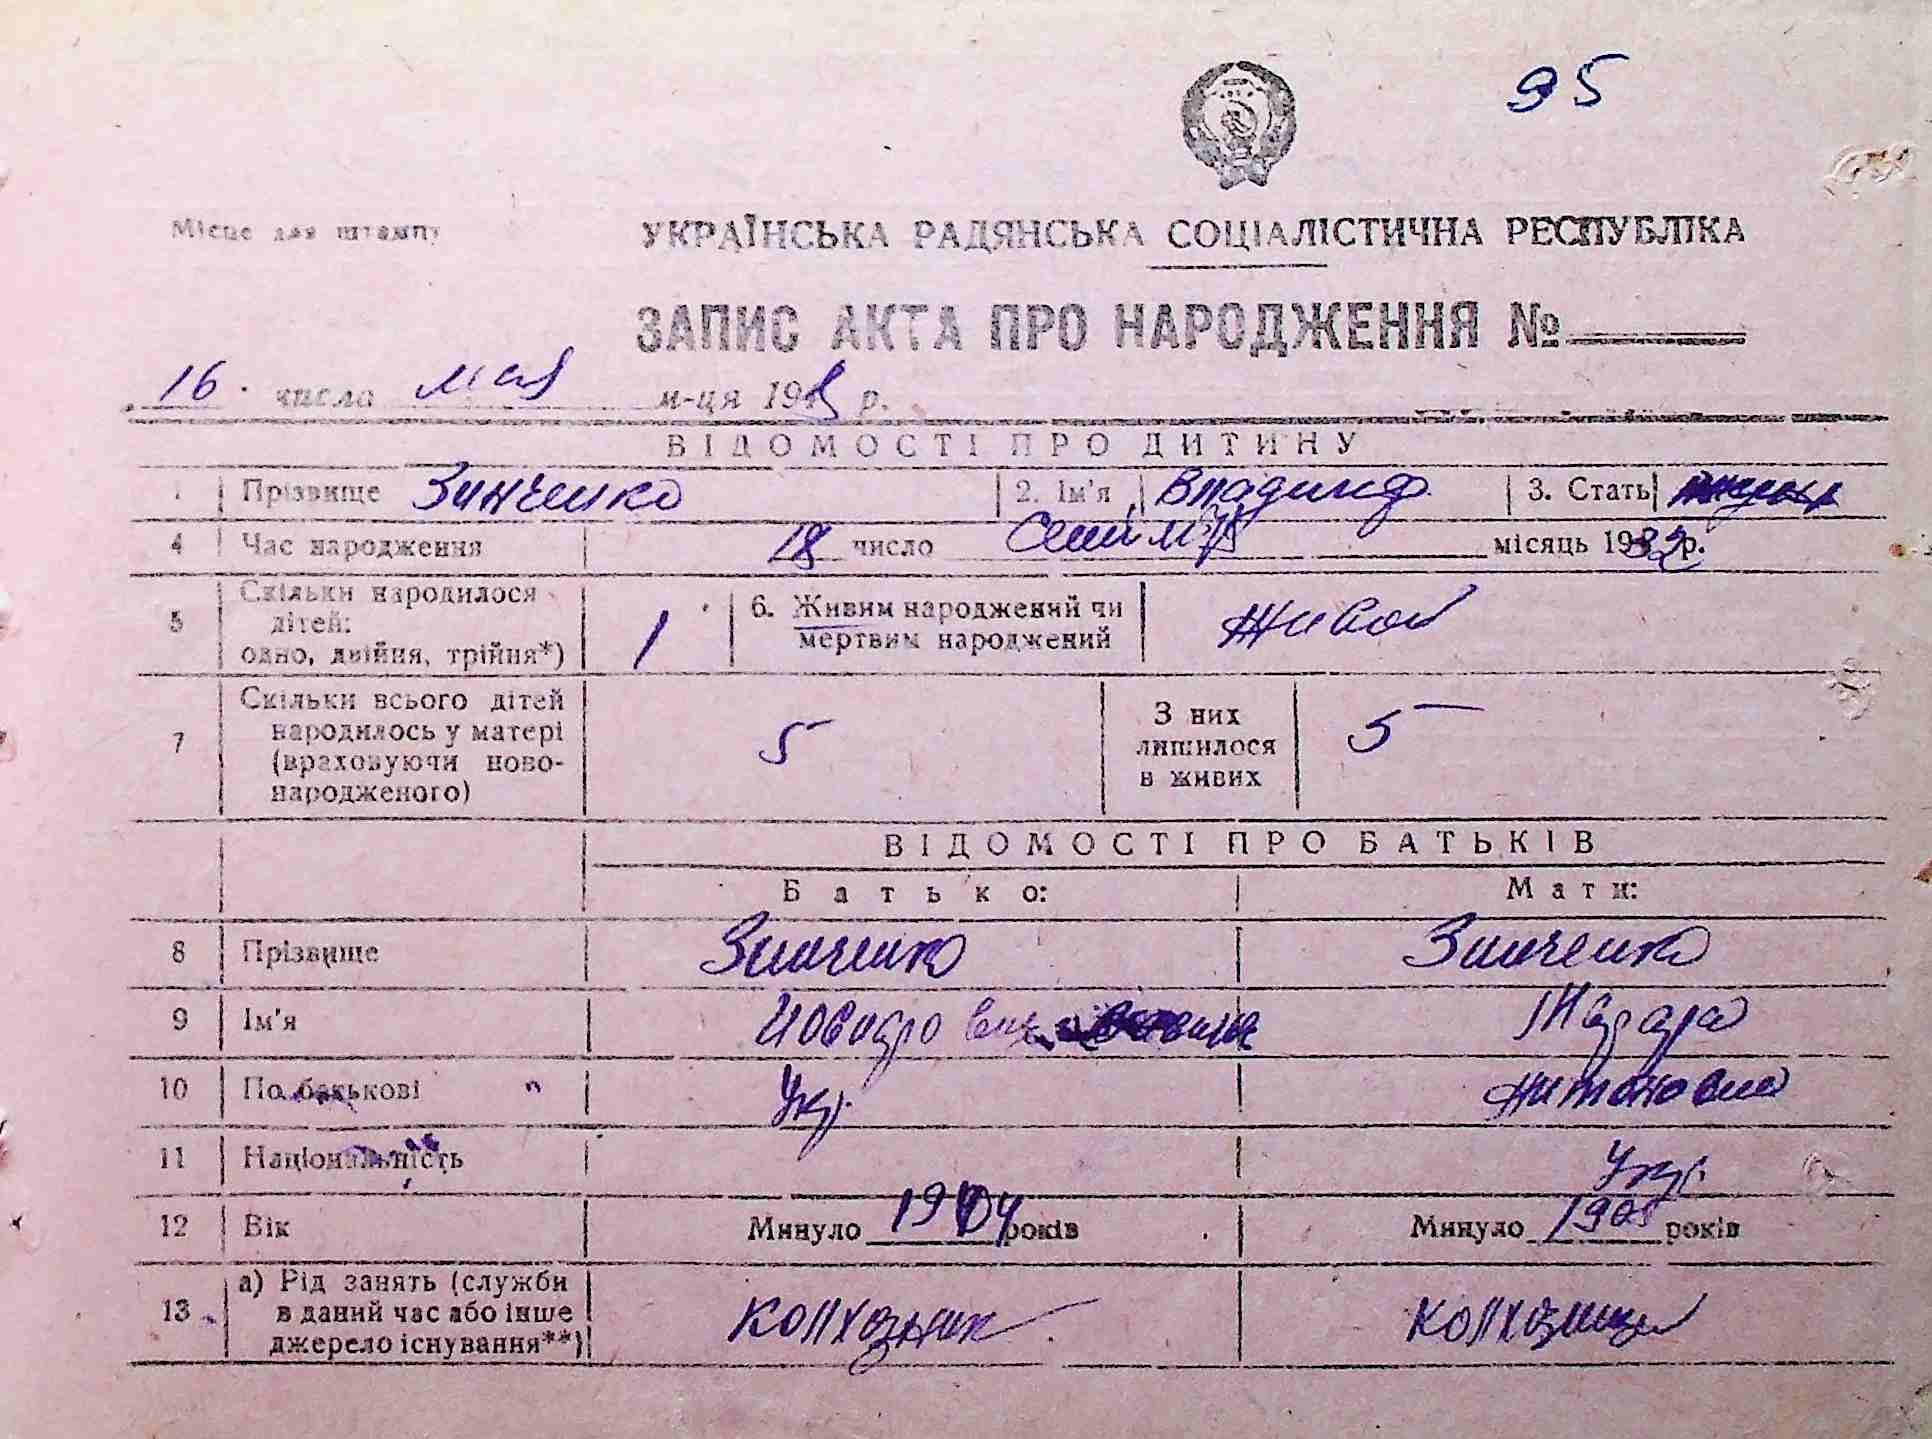 95
Місце для штампу
УКРАЇНСЬКА РАДЯНСЬКА СОЦІАЛІСТИЧНА РЕСПУБЛІКА
ЗАПИС АКТА ПРО НАРОДЖЕННЯ №
16. числа мая м-ця 19 р.
ВІДОМОСТІ ПРО ДИТИНУ
1 Прізвище Зинченко 2. Ім'я Владимир 3. Стать
4 Час народження 18 число місяць 1932 р.
5 Скільки народилося дітей: одно, двійня, трійня*) 1 6. Живим народжений чи мертвим народжений живой
7 Скільки всього дітей народилось у матері (враховуючи новонародженого) 5 З них лишилося в живих 5
ВІДОМОСТІ ПРО БАТЬКІВ
Батько: Мати:
8 Прізвище Зинченко Зинченко
9 Ім'я
10 По батькові " Укр. Антоновна
11 Національність Укр.
12 Вік Минуло 1904 років Минуло 1905 років
13 а) Рід занять (служби в даний час або інше джерело існування**) колхозник колхозница